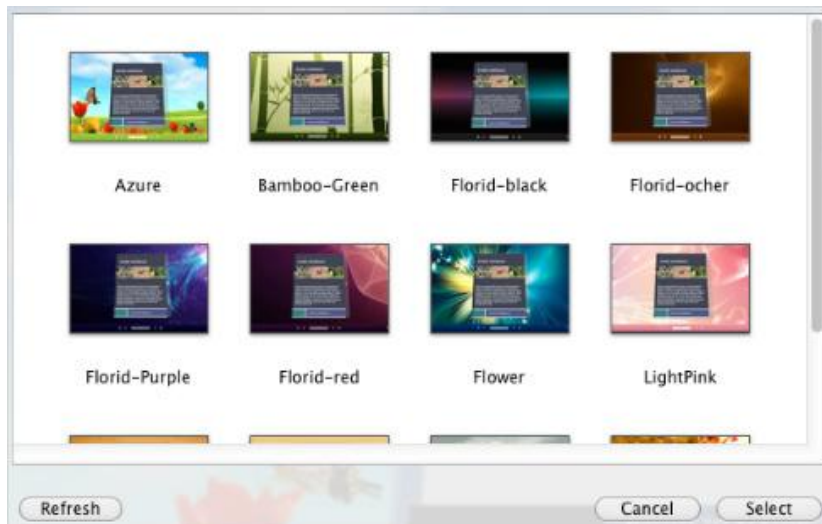 Azure
Bamboo-Green
Florid-black
Florid-ocher
Florid-Purple
Florid-red
Flower
LightPink
Refresh
Cancel
Select